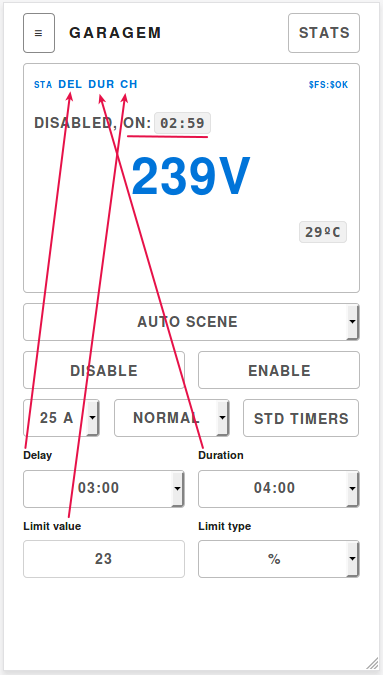 ≡ GARAGEM STATS
STA DEL DUR CH $FS:$OK
DISABLED, ON: 02:59
239V
29ºC
AUTO SCENE
DISABLE ENABLE
25 A NORMAL STD TIMERS
Delay Duration
03:00 04:00
Limit value Limit type
23 %